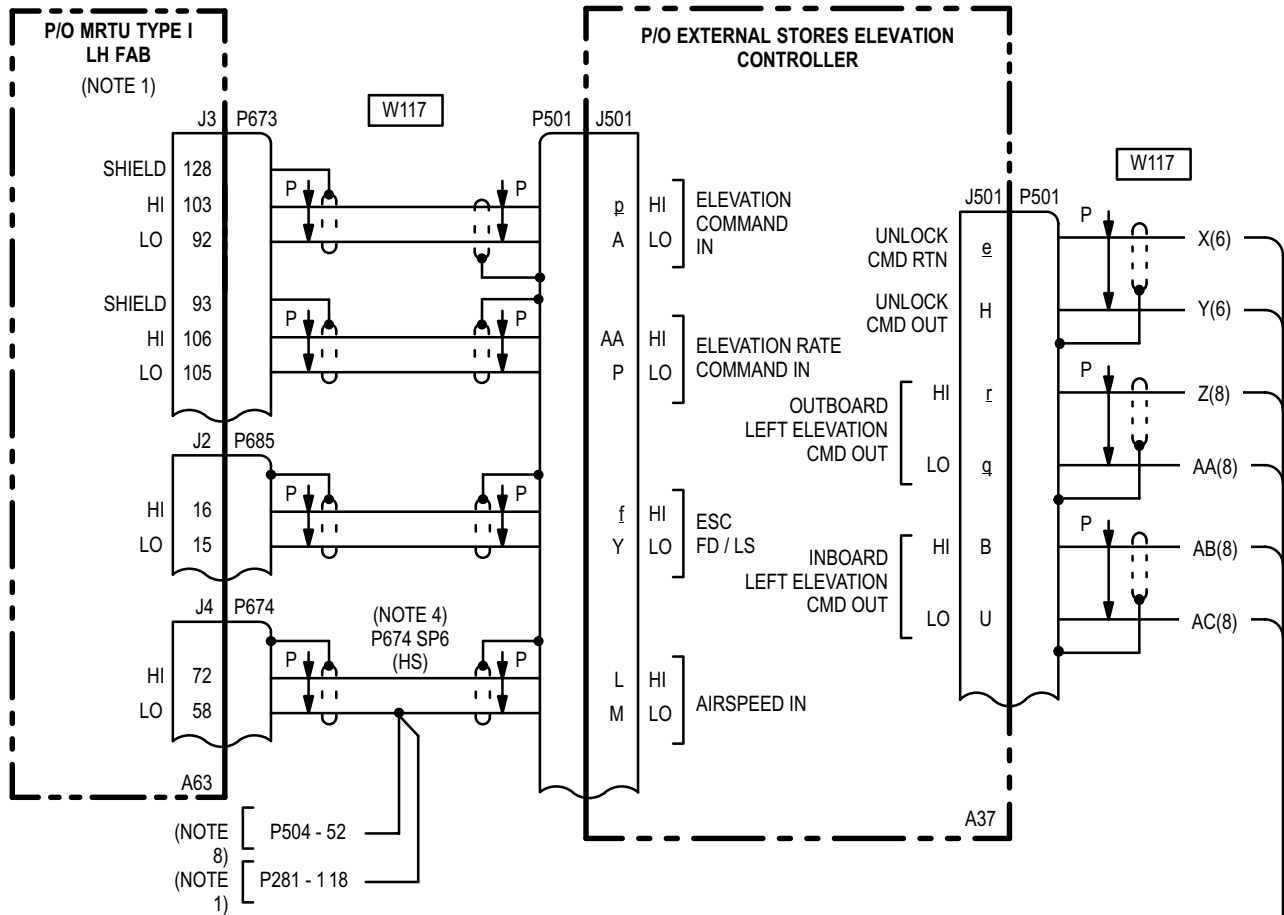 P/O MRTU TYPE I
LH FAB
(NOTE 1)
W117
P/O EXTERNAL STORES ELEVATION
CONTROLLER
J3 P673
P501 J501
SHIELD 128
HI 103
LO 92
SHIELD 93
HI 106
LO 105
p HI
A LO
ELEVATION
COMMAND
IN
AA HI
P LO
ELEVATION RATE
COMMAND IN
P P
P P
J2 P685
HI 16
LO 15
P P
f HI
Y LO
ESC
FD / LS
J4 P674
HI 72
LO 58
(NOTE 4)
P674 SP6
(HS)
P P
L HI
M LO
AIRSPEED IN
A63
(NOTE
8)
P504 - 52
(NOTE
1)
P281 - 1 18
W117
J501 P501
UNLOCK
CMD RTN
e
P
X(6)
UNLOCK
CMD OUT
H
Y(6)
OUTBOARD
LEFT ELEVATION
CMD OUT
HI r
LO q
P
Z(8)
AA(8)
INBOARD
LEFT ELEVATION
CMD OUT
HI B
LO U
P
AB(8)
AC(8)
A37